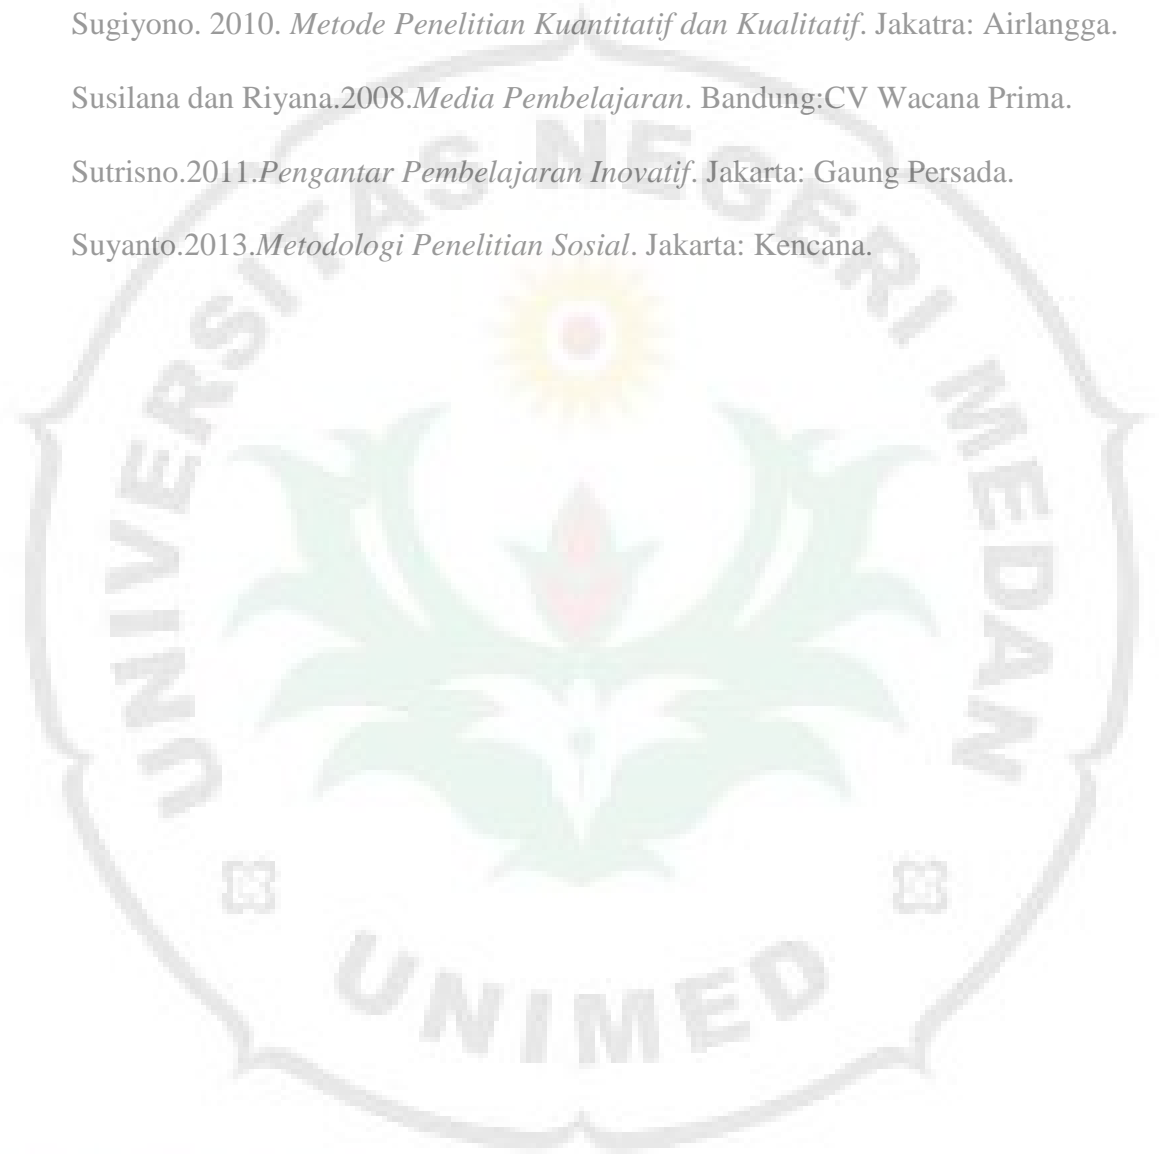 Sugiyono. 2010. Metode Penelitian Kuantitatif dan Kualitatif. Jakatra: Airlangga.
Susilana dan Riyana.2008.Media Pembelajaran. Bandung:CV Wacana Prima.
Sutrisno.2011.Pengantar Pembelajaran Inovatif. Jakarta: Gaung Persada.
Suyanto.2013.Metodologi Penelitian Sosial. Jakarta: Kencana.
UNIVERSITAS NEGERI MEDAN
UNIMED